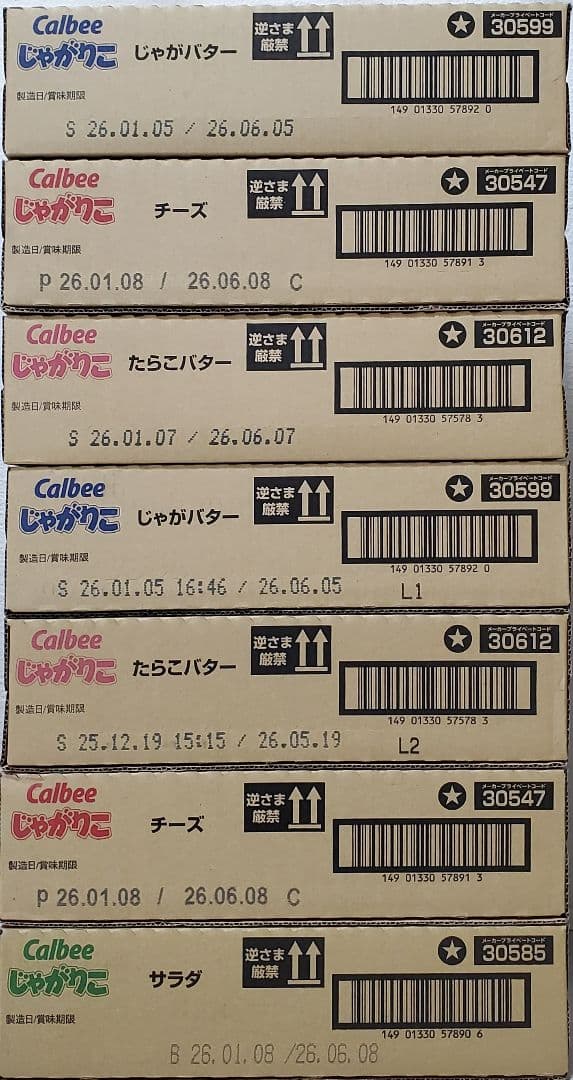 Calbee
じゃがりこ じゃがバター
逆さま
厳禁
メーカープライベートコード
30599
製造日/賞味期限
149 01330 57892 0
S 26.01.05 / 26.06.05
Calbee
じゃがりこ チーズ
逆さま
厳禁
メーカープライベートコード
30547
製造日/賞味期限
149 01330 57891 3
P 26.01.08 / 26.06.08 C
Calbee
じゃがりこ たらこバター
逆さま
厳禁
メーカープライベートコード
30612
製造日/賞味期限
149 01330 57578 3
S 26.01.07 / 26.06.07
Calbee
じゃがりこ じゃがバター
逆さま
厳禁
メーカープライベートコード
30599
製造日/賞味期限
149 01330 57892 0
S 26.01.05 16:46 / 26.06.05 L1
Calbee
じゃがりこ たらこバター
逆さま
厳禁
メーカープライベートコード
30612
製造日/賞味期限
149 01330 57578 3
S 25.12.19 15:15 / 26.05.19 L2
Calbee
じゃがりこ チーズ
逆さま
厳禁
メーカープライベートコード
30547
製造日/賞味期限
149 01330 57891 3
P 26.01.08 / 26.06.08 C
Calbee
じゃがりこ サラダ
逆さま
厳禁
メーカープライベートコード
30585
製造日/賞味期限
149 01330 57890 6
B 26.01.08 /26.06.08